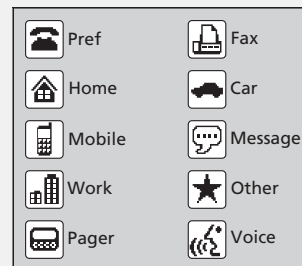 Pref
Fax
Home
Car
Mobile
Message
Work
Other
Pager
Voice